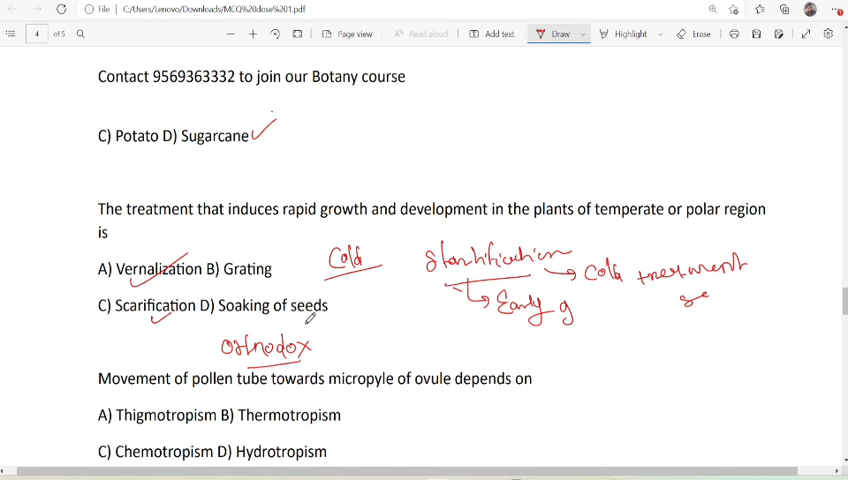 File C:/Users/Lenovo/Downloads/MCQ%20dose%201.pdf
4 of 5 Page view Read aloud Add text Draw Highlight Erase
Contact 9569363332 to join our Botany course
C) Potato D) Sugarcane
The treatment that induces rapid growth and development in the plants of temperate or polar region
is
A) Vernalization B) Grating
Cold
Startification
Cold treatment
se
C) Scarification D) Soaking of seeds
Early g
Orthodox
Movement of pollen tube towards micropyle of ovule depends on
A) Thigmotropism B) Thermotropism
C) Chemotropism D) Hydrotropism